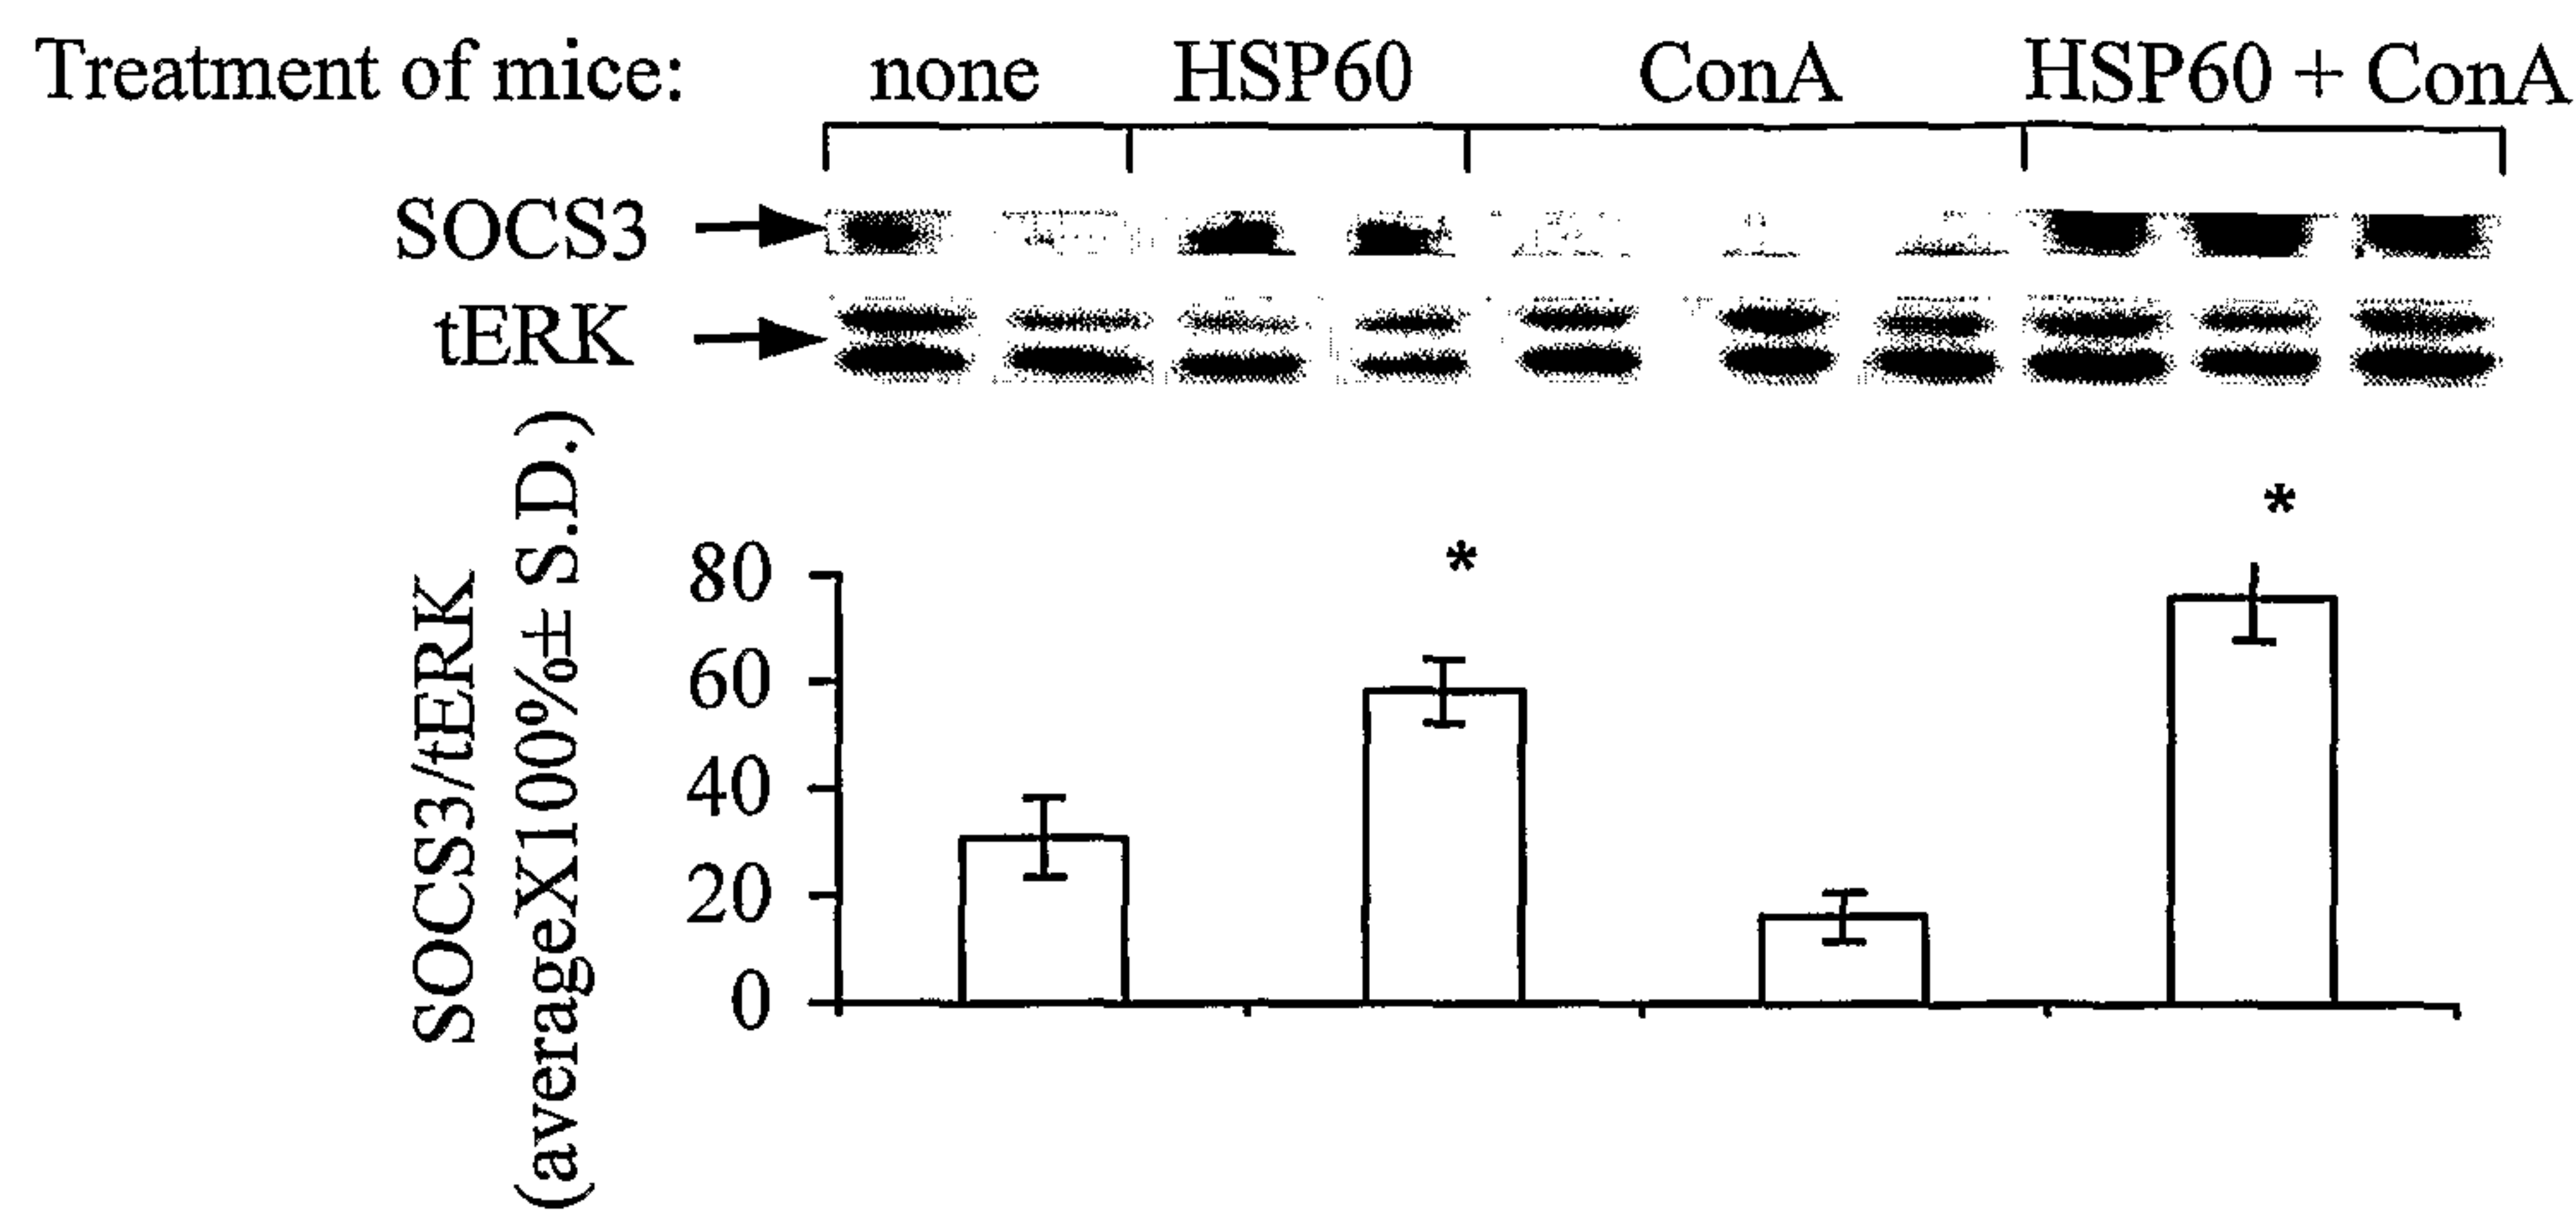 Treatment of mice: none HSP60 ConA HSP60 + ConA
SOCS3
tERK
SOCS3/tERK
(averageX100%± S.D.)
80
60
40
20
0
*
*